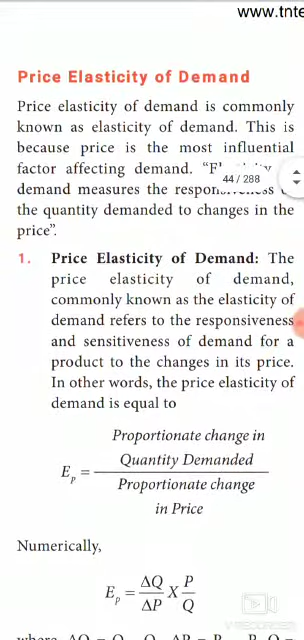 www.tnte
Price Elasticity of Demand
Price elasticity of demand is commonly
known as elasticity of demand. This is
because price is the most influential
factor affecting demand.
44 / 288
demand measures the
the quantity demanded to changes in the
price”.
1. Price Elasticity of Demand: The
price elasticity of demand,
commonly known as the elasticity of
demand refers to the responsiveness
and sensitiveness of demand for a
product to the changes in its price.
In other words, the price elasticity of
demand is equal to
Proportionate change in
Quantity Demanded
E_p = ―
Proportionate change
in Price
Numerically,
E_p = ΔQ/ΔP X P/Q
V RECORDER